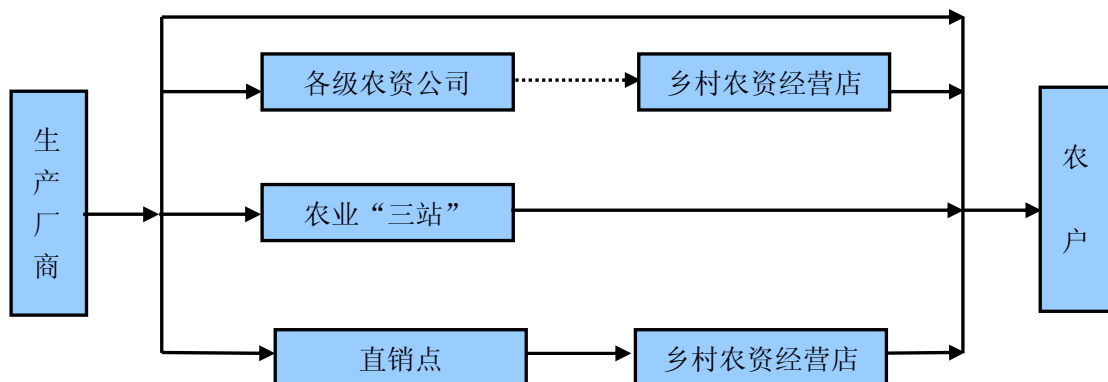 生产厂商
各级农资公司
乡村农资经营店
农业“三站”
直销点
乡村农资经营店
农户